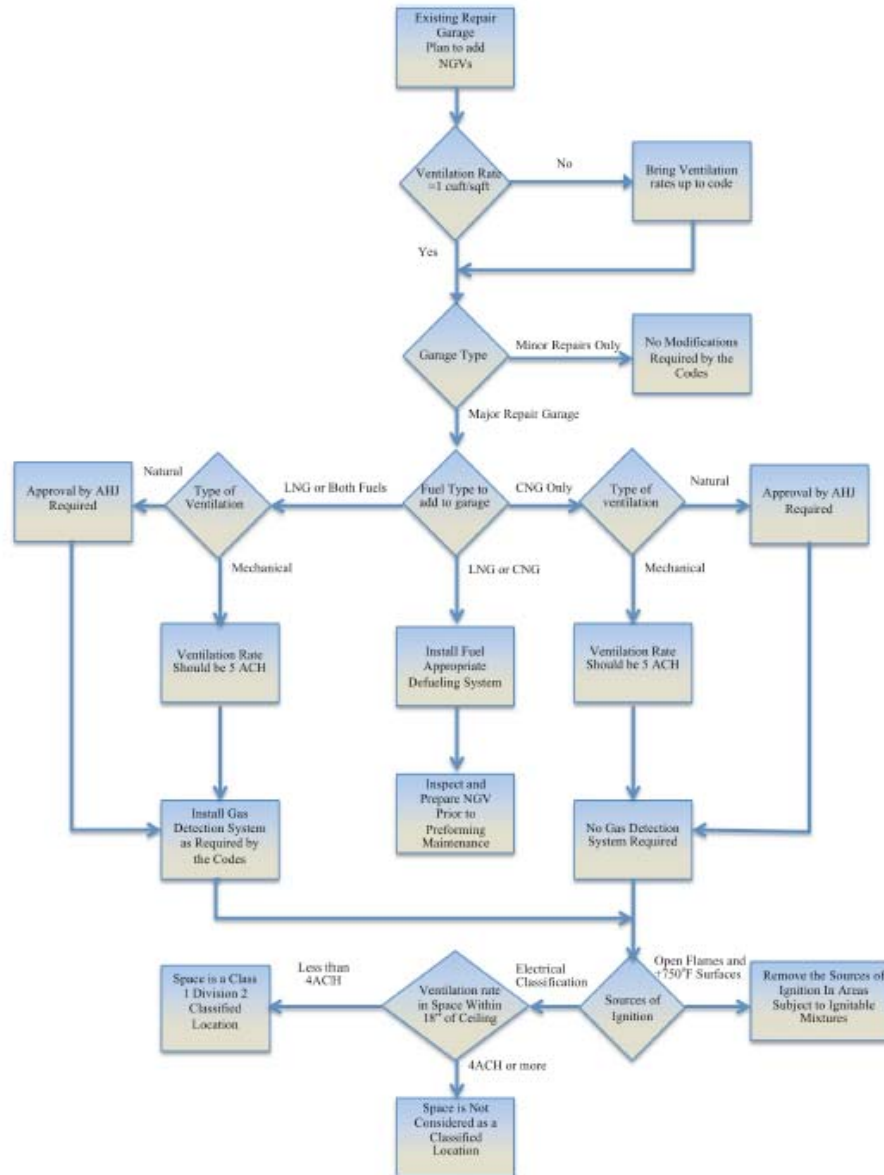 Existing Repair
Garage
Plan to add
NGVs
Ventilation Rate
=1 cuft/sqft
No
Bring Ventilation
rates up to code
Yes
Garage Type
Minor Repairs Only
No Modifications
Required by the
Codes
Major Repair Garage
Approval by AHJ
Required
Natural
Type of
Ventilation
LNG or Both Fuels
Fuel Type to
add to garage
CNG Only
Type of
ventilation
Natural
Approval by AHJ
Required
Mechanical
LNG or CNG
Mechanical
Ventilation Rate
Should be 5 ACH
Install Fuel
Appropriate
Defueling System
Ventilation Rate
Should be 5 ACH
Install Gas
Detection System
as Required by
the Codes
Inspect and
Prepare NGV
Prior to
Preforming
Maintenance
No Gas Detection
System Required
Space is a Class
1 Division 2
Classified
Location
Less than
4ACH
Ventilation rate
in Space Within
18" of Ceiling
Electrical
Classification
Sources of
Ignition
Open Flames and
+750°F Surfaces
Remove the Sources of
Ignition In Areas
Subject to Ignitable
Mixtures
4ACH or more
Space is Not
Considered as a
Classified
Location